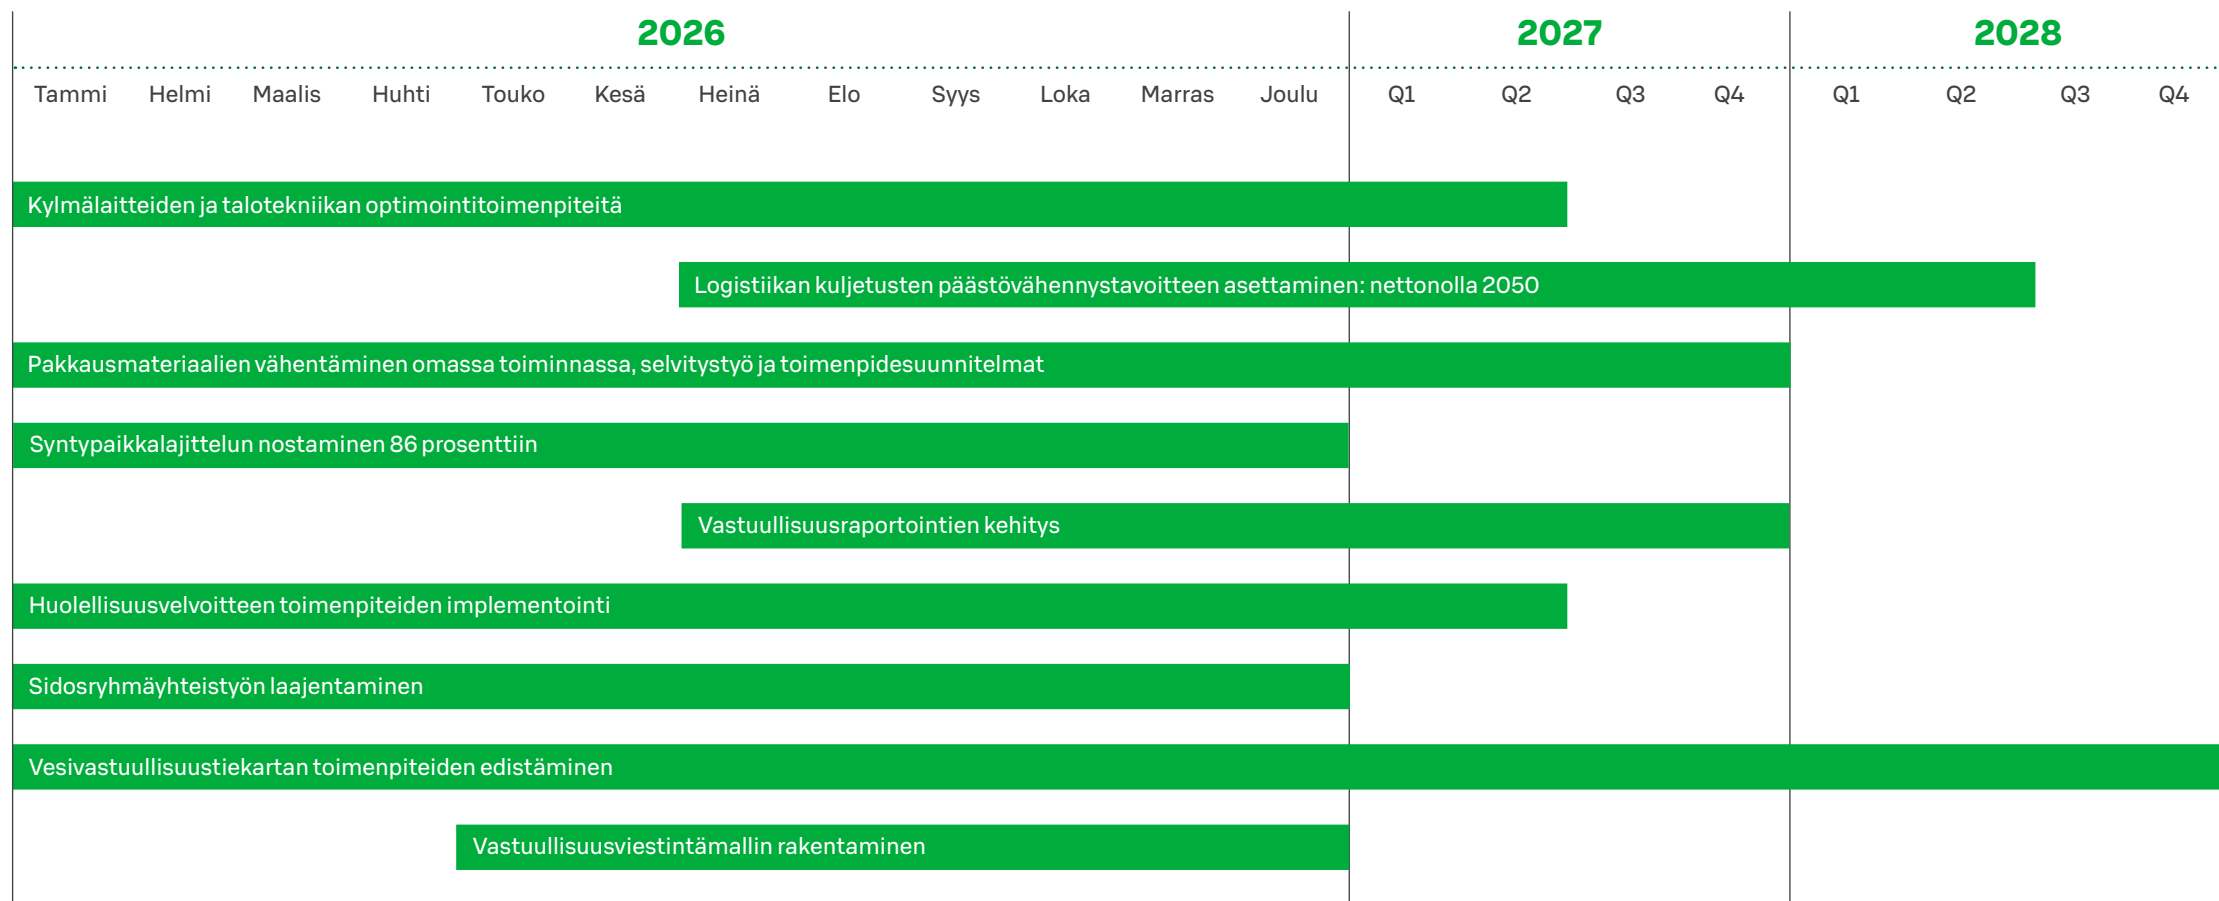 2026 2027 2028
Tammi Helmi Maalis Huhti Touko Kesä Heinä Elo Syys Loka Marras Joulu Q1 Q2 Q3 Q4 Q1 Q2 Q3 Q4
Kylmälaitteiden ja talotekniikan optimointitoimenpiteitä
Logistiikan kuljetusten päästövähennystavoitteen asettaminen: nettonolla 2050
Pakkausmateriaalien vähentäminen omassa toiminnassa, selvitystyö ja toimenpidesuunnitelmat
Syntypaikkalajittelun nostaminen 86 prosenttiin
Vastuullisuusraportointien kehitys
Huolellisuusvelvoitteen toimenpiteiden implementointi
Sidosryhmäyhteistyön laajentaminen
Vesivastuullisuustiekartan toimenpiteiden edistäminen
Vastuullisuusviestintämallin rakentaminen